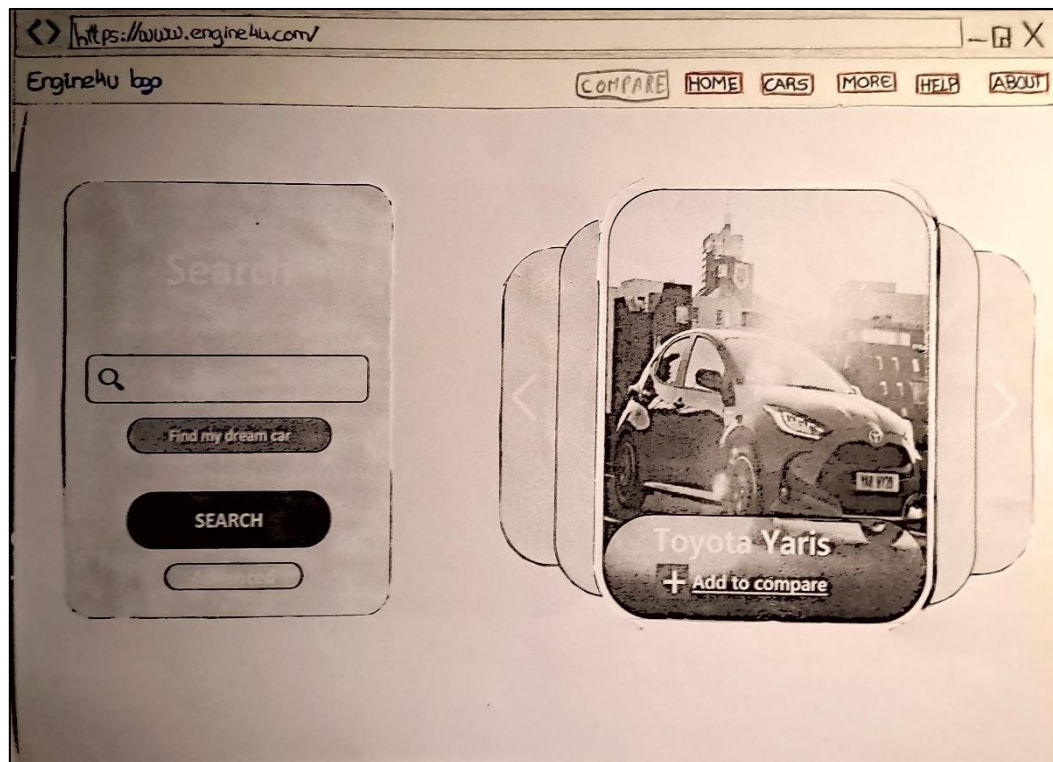 https://www.engine4u.com/
Engine4u logo
COMPARE HOME CARS MORE HELP ABOUT
Search
Find my dream car
SEARCH
Advanced
Toyota Yaris
Add to compare